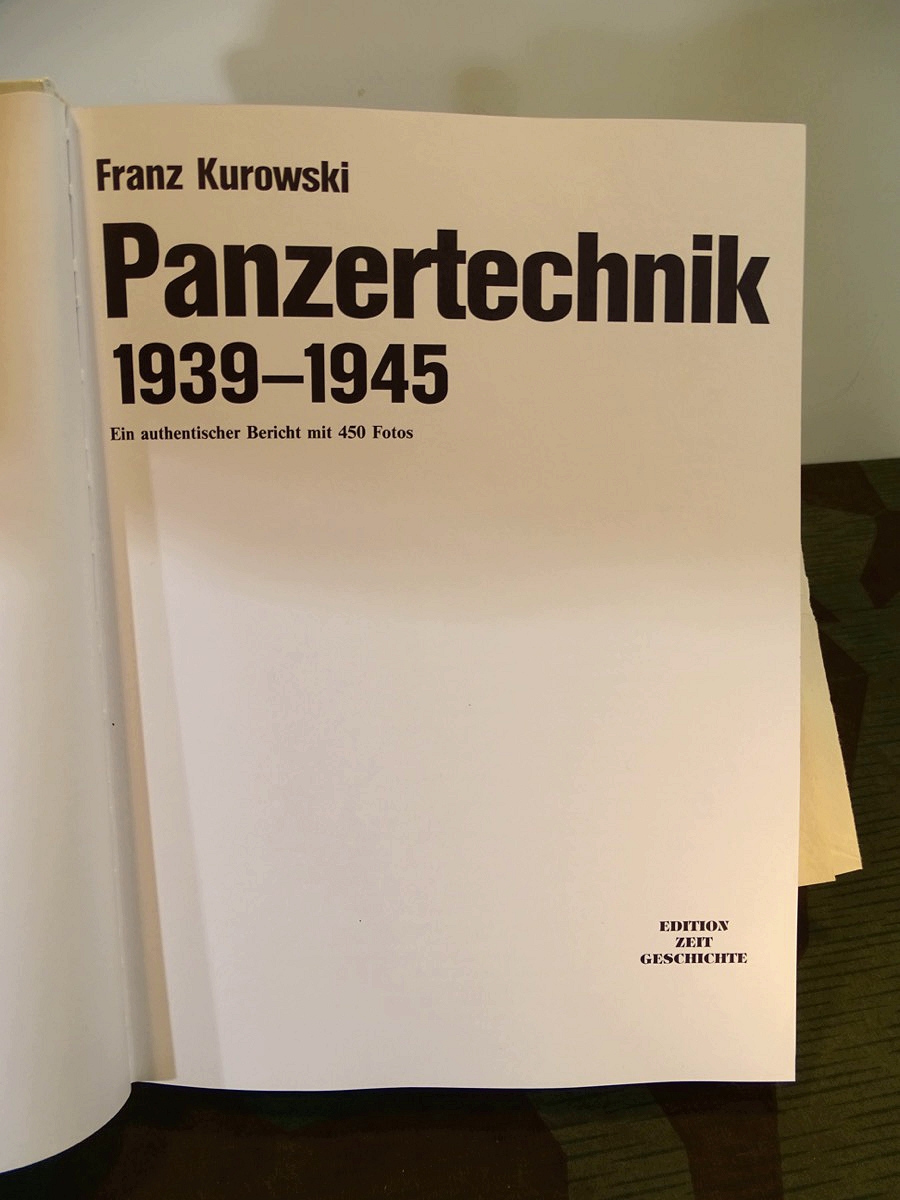 Franz Kurowski
Panzertechnik
1939–1945
Ein authentischer Bericht mit 450 Fotos
EDITION
ZEIT
GESCHICHTE